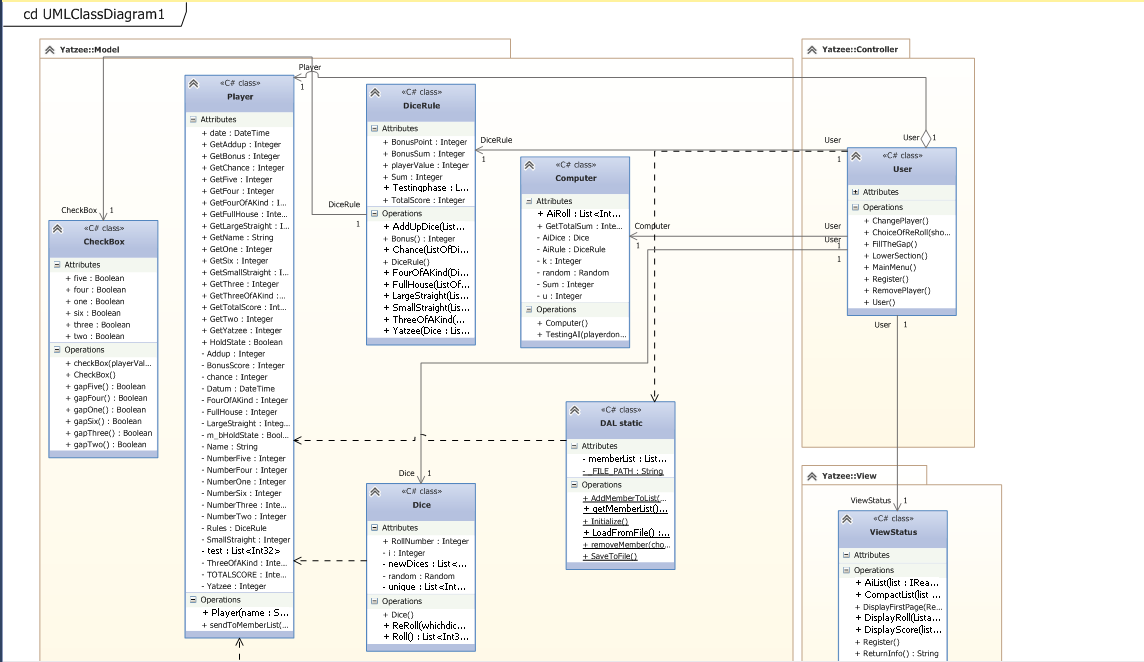 cd UMLClassDiagram1
Yatzee::Model
Player
1
«C# class»
Player
Attributes
+ date : DateTime
+ GetAddup : Integer
+ GetBonus : Integer
+ GetChance : Integer
+ GetFive : Integer
+ GetFour : Integer
+ GetFourOfAKind : I...
+ GetFullHouse : Inte...
+ GetLargeStraight : I...
+ GetName : String
+ GetOne : Integer
+ GetSix : Integer
+ GetSmallStraight : I...
+ GetThree : Integer
+ GetThreeOfAKind :...
+ GetTotalScore : Int...
+ GetTwo : Integer
+ GetYatzee : Integer
+ HoldState : Boolean
- Addup : Integer
- BonusScore : Integer
- chance : Integer
- Datum : DateTime
- FourOfAKind : Integer
- FullHouse : Integer
- LargeStraight : Integ...
- m_bHoldState : Bool...
- Name : String
- NumberFive : Integer
- NumberFour : Integer
- NumberOne : Integer
- NumberSix : Integer
- NumberThree : Inte...
- NumberTwo : Integer
- Rules : DiceRule
- SmallStraight : Integer
- test : List<Int32>
- ThreeOfAKind : Inte...
- TOTALSCORE : Inte...
- Yatzee : Integer
Operations
+ Player(name : S...
+ sendToMemberList(...
CheckBox
1
«C# class»
CheckBox
Attributes
+ five : Boolean
+ four : Boolean
+ one : Boolean
+ six : Boolean
+ three : Boolean
+ two : Boolean
Operations
+ checkBox(playerVal...
+ CheckBox()
+ gapFive() : Boolean
+ gapFour() : Boolean
+ gapOne() : Boolean
+ gapSix() : Boolean
+ gapThree() : Boolean
+ gapTwo() : Boolean
DiceRule
1
«C# class»
DiceRule
Attributes
+ BonusPoint : Integer
+ BonusSum : Integer
+ playerValue : Integer
+ Sum : Integer
+ Testingphase : L...
+ TotalScore : Integer
Operations
+ AddUpDice(List...
+ Bonus() : Integer
+ Chance(ListOfDi...
+ DiceRule()
+ FourOfAKind(Di...
+ FullHouse(ListOf...
+ LargeStraight(Lis...
+ SmallStraight(Lis...
+ ThreeOfAKind(...
+ Yatzee(Dice : Lis...
DiceRule
1
«C# class»
Computer
Attributes
+ AiRoll : List<Int...
+ GetTotalSum : Inte...
- AiDice : Dice
- AiRule : DiceRule
- k : Integer
- random : Random
- Sum : Integer
- u : Integer
Operations
+ Computer()
+ TestingAll(playerdon...
Computer
1
Dice
1
«C# class»
Dice
Attributes
+ RollNumber : Integer
- i : Integer
- newDices : List<...
- random : Random
- unique : List<Int...
Operations
+ Dice()
+ ReRoll(whichdic...
+ Roll() : List<Int3...
«C# class»
DAL static
Attributes
- memberList : List...
- _FILE_PATH : String
Operations
+ AddMemberToList(...
+ getMemberList()...
+ Initialize()
+ LoadFromFile() :...
+ removeMember(cho...
+ SaveToFile()
Yatzee::Controller
User
1
User
1
User
1
User
1
«C# class»
User
Attributes
Operations
+ ChangePlayer()
+ ChoiceOfReRoll(sho...
+ FillTheGap()
+ LowerSection()
+ MainMenu()
+ Register()
+ RemovePlayer()
+ User()
User
1
Yatzee::View
ViewStatus
1
«C# class»
ViewStatus
Attributes
Operations
+ AiList(list : IRea...
+ CompactList(list ...
+ DisplayFirstPage(Re...
+ DisplayRoll(Lista...
+ DisplayScore(list...
+ Register()
+ ReturnInfo() : String